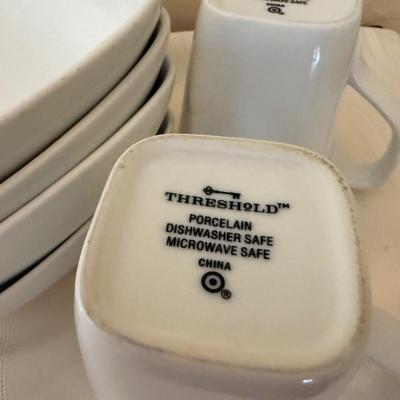 THRESHOLD™
PORCELAIN
DISHWASHER SAFE
MICROWAVE SAFE
CHINA
®